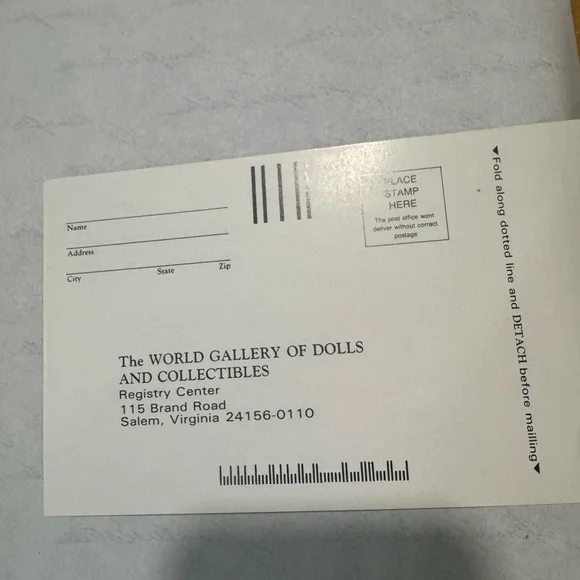 Name
Address
City State Zip
PLACE
STAMP
HERE
The post office wont
deliver without correct
postage
The WORLD GALLERY OF DOLLS
AND COLLECTIBLES
Registry Center
115 Brand Road
Salem, Virginia 24156-0110
▼Fold along dotted line and DETACH before mailling▼